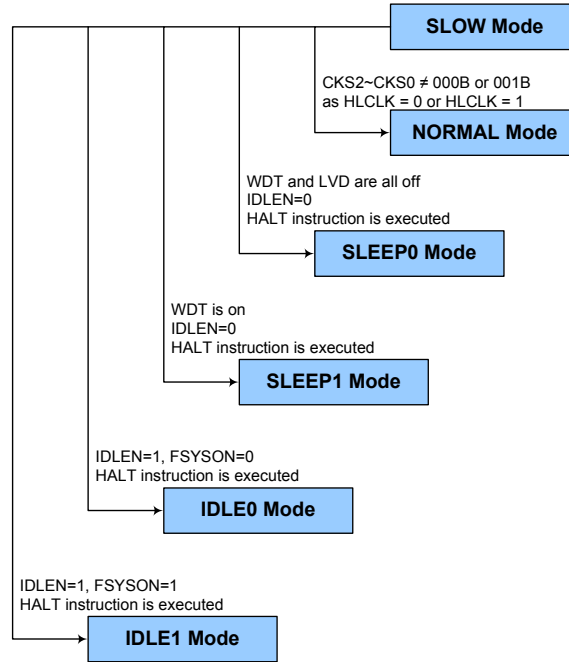 SLOW Mode
CKS2~CKS0 ≠ 000B or 001B
as HLCLK = 0 or HLCLK = 1
NORMAL Mode
WDT and LVD are all off
IDLEN=0
HALT instruction is executed
SLEEP0 Mode
WDT is on
IDLEN=0
HALT instruction is executed
SLEEP1 Mode
IDLEN=1, FSYSON=0
HALT instruction is executed
IDLE0 Mode
IDLEN=1, FSYSON=1
HALT instruction is executed
IDLE1 Mode